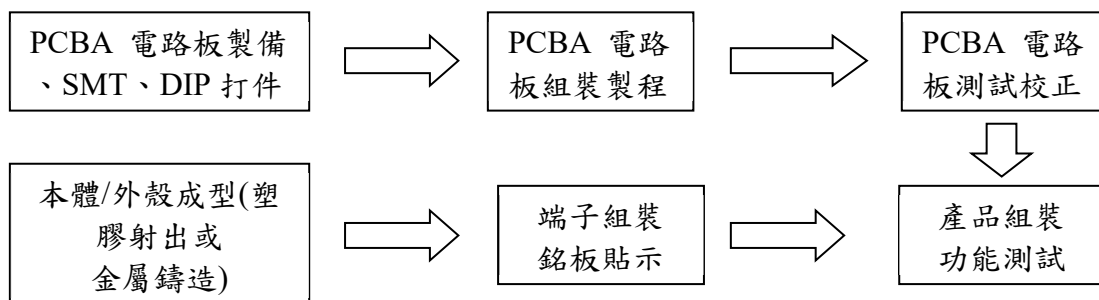 PCBA 電路板製備
、SMT、DIP 打件
PCBA 電路
板組裝製程
PCBA 電路
板測試校正
本體/外殼成型(塑
膠射出或
金屬鑄造)
端子組裝
銘板貼示
產品組裝
功能測試